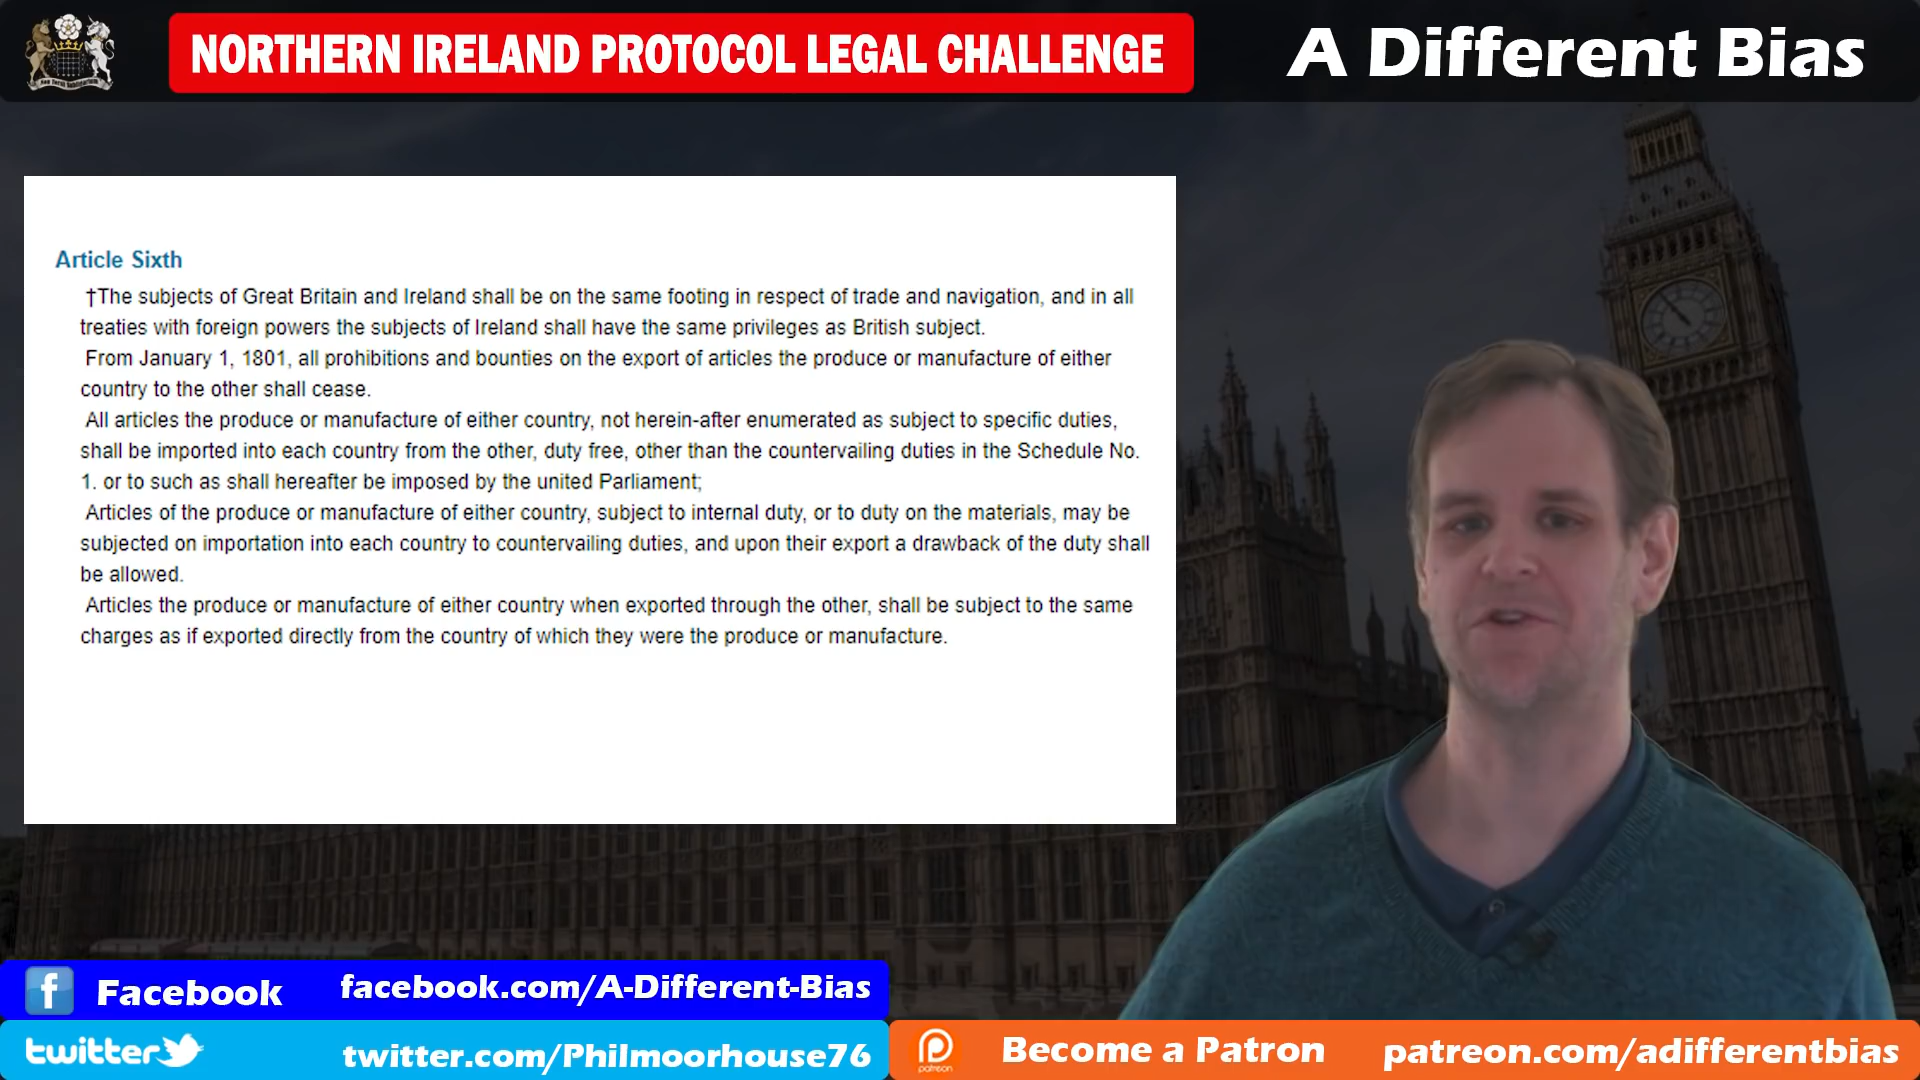 NORTHERN IRELAND PROTOCOL LEGAL CHALLENGE
A Different Bias
Article Sixth
†The subjects of Great Britain and Ireland shall be on the same footing in respect of trade and navigation, and in all
treaties with foreign powers the subjects of Ireland shall have the same privileges as British subject.
From January 1, 1801, all prohibitions and bounties on the export of articles the produce or manufacture of either
country to the other shall cease.
All articles the produce or manufacture of either country, not herein-after enumerated as subject to specific duties,
shall be imported into each country from the other, duty free, other than the countervailing duties in the Schedule No.
1. or to such as shall hereafter be imposed by the united Parliament;
Articles of the produce or manufacture of either country, subject to internal duty, or to duty on the materials, may be
subjected on importation into each country to countervailing duties, and upon their export a drawback of the duty shall
be allowed.
Articles the produce or manufacture of either country when exported through the other, shall be subject to the same
charges as if exported directly from the country of which they were the produce or manufacture.
f Facebook facebook.com/A-Different-Bias
twitter twitter.com/Philmoorhouse76
patreon Become a Patron patreon.com/adifferentbias